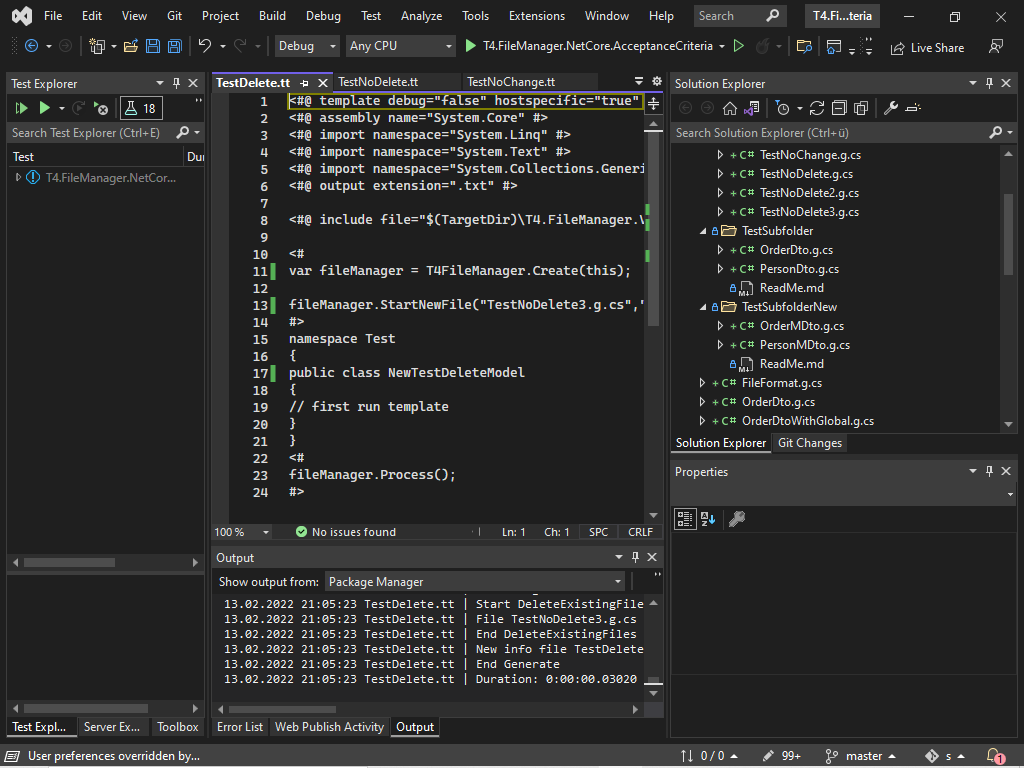 File Edit View Git Project Build Debug Test Analyze Tools Extensions Window Help Search T4.Fi...teria
Debug Any CPU T4.FileManager.NetCore.AcceptanceCriteria Live Share
Test Explorer
18
Search Test Explorer (Ctrl+E)
Test Dur
T4.FileManager.NetCor...
TestDelete.tt TestNoDelete.tt TestNoChange.tt
1 <#@ template debug="false" hostspecific="true"
2 <#@ assembly name="System.Core" #>
3 <#@ import namespace="System.Linq" #>
4 <#@ import namespace="System.Text" #>
5 <#@ import namespace="System.Collections.Generi
6 <#@ output extension=".txt" #>
7
8 <#@ include file="$(TargetDir)\T4.FileManager.V
9
10 <#
11 var fileManager = T4FileManager.Create(this);
12
13 fileManager.StartNewFile("TestNoDelete3.g.cs","
14 #>
15 namespace Test
16 {
17 public class NewTestDeleteModel
18 {
19 // first run template
20 }
21 }
22 <#
23 fileManager.Process();
24 #>
100 % No issues found Ln: 1 Ch: 1 SPC CRLF
Output
Show output from: Package Manager
13.02.2022 21:05:23 TestDelete.tt | Start DeleteExistingFile
13.02.2022 21:05:23 TestDelete.tt | File TestNoDelete3.g.cs
13.02.2022 21:05:23 TestDelete.tt | End DeleteExistingFiles
13.02.2022 21:05:23 TestDelete.tt | New info file TestDelete
13.02.2022 21:05:23 TestDelete.tt | End Generate
13.02.2022 21:05:23 TestDelete.tt | Duration: 0:00:00.03020
Solution Explorer
Search Solution Explorer (Ctrl+ü)
C# TestNoChange.g.cs
C# TestNoDelete.g.cs
C# TestNoDelete2.g.cs
C# TestNoDelete3.g.cs
TestSubfolder
C# OrderDto.g.cs
C# PersonDto.g.cs
ReadMe.md
TestSubfolderNew
C# OrderMDto.g.cs
C# PersonMDto.g.cs
ReadMe.md
C# FileFormat.g.cs
C# OrderDto.g.cs
C# OrderDtoWithGlobal.g.cs
Solution Explorer Git Changes
Properties
Test Expl... Server Ex... Toolbox Error List Web Publish Activity Output
User preferences overridden by... 0 / 0 99+ master s 1